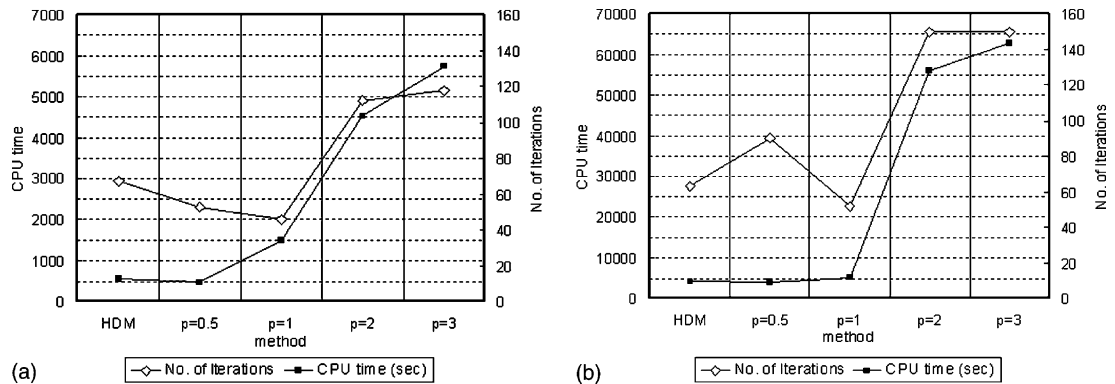 7000
6000
5000
4000
3000
2000
1000
0
CPU time
160
140
120
100
80
60
40
20
0
No. of Iterations
HDM p=0.5 p=1 p=2 p=3
method
No. of Iterations CPU time (sec)
(a)
70000
60000
50000
40000
30000
20000
10000
0
CPU time
160
140
120
100
80
60
40
20
0
No. of Iterations
HDM p=0.5 p=1 p=2 p=3
method
No. of Iterations CPU time (sec)
(b)